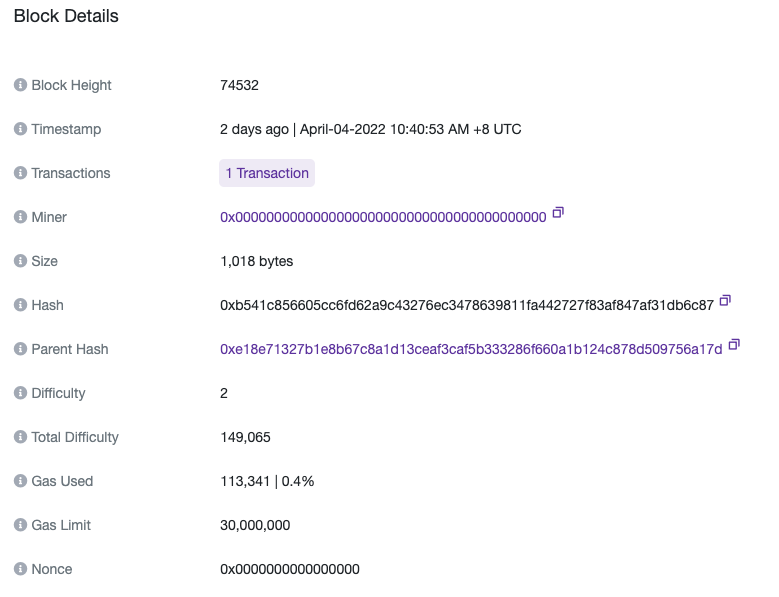 Block Details
Block Height 74532
Timestamp 2 days ago | April-04-2022 10:40:53 AM +8 UTC
Transactions 1 Transaction
Miner 0x0000000000000000000000000000000000000000
Size 1,018 bytes
Hash 0xb541c856605cc6fd62a9c43276ec3478639811fa442727f83af847af31db6c87
Parent Hash 0xe18e71327b1e8b67c8a1d13ceaf3caf5b333286f660a1b124c878d509756a17d
Difficulty 2
Total Difficulty 149,065
Gas Used 113,341 | 0.4%
Gas Limit 30,000,000
Nonce 0x0000000000000000